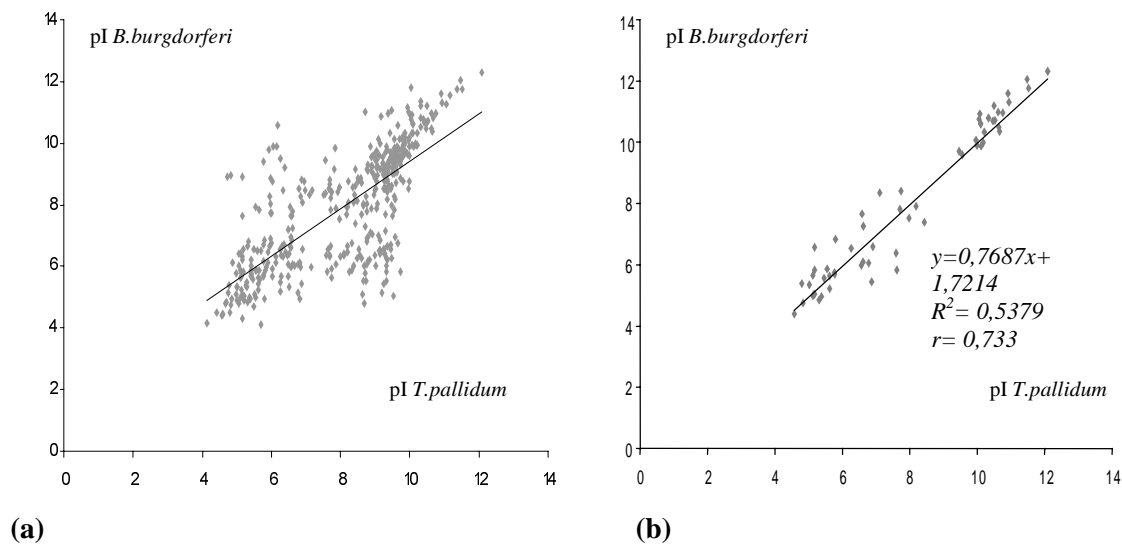 14
12
10
8
6
4
2
0
0 2 4 6 8 10 12 14
pI B.burgdorferi
pI T.pallidum
(a)
14
12
10
8
6
4
2
0
0 2 4 6 8 10 12 14
pI B.burgdorferi
y=0,7687x+
1,7214
R²= 0,5379
r= 0,733
pI T.pallidum
(b)